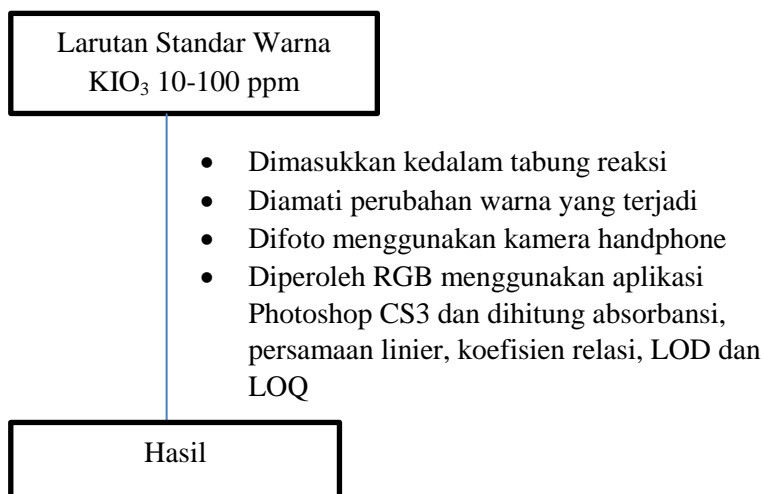 Larutan Standar Warna
KIO₃ 10-100 ppm
• Dimasukkan kedalam tabung reaksi
• Diamati perubahan warna yang terjadi
• Difoto menggunakan kamera handphone
• Diperoleh RGB menggunakan aplikasi
Photoshop CS3 dan dihitung absorbansi,
persamaan linier, koefisien relasi, LOD dan
LOQ
Hasil